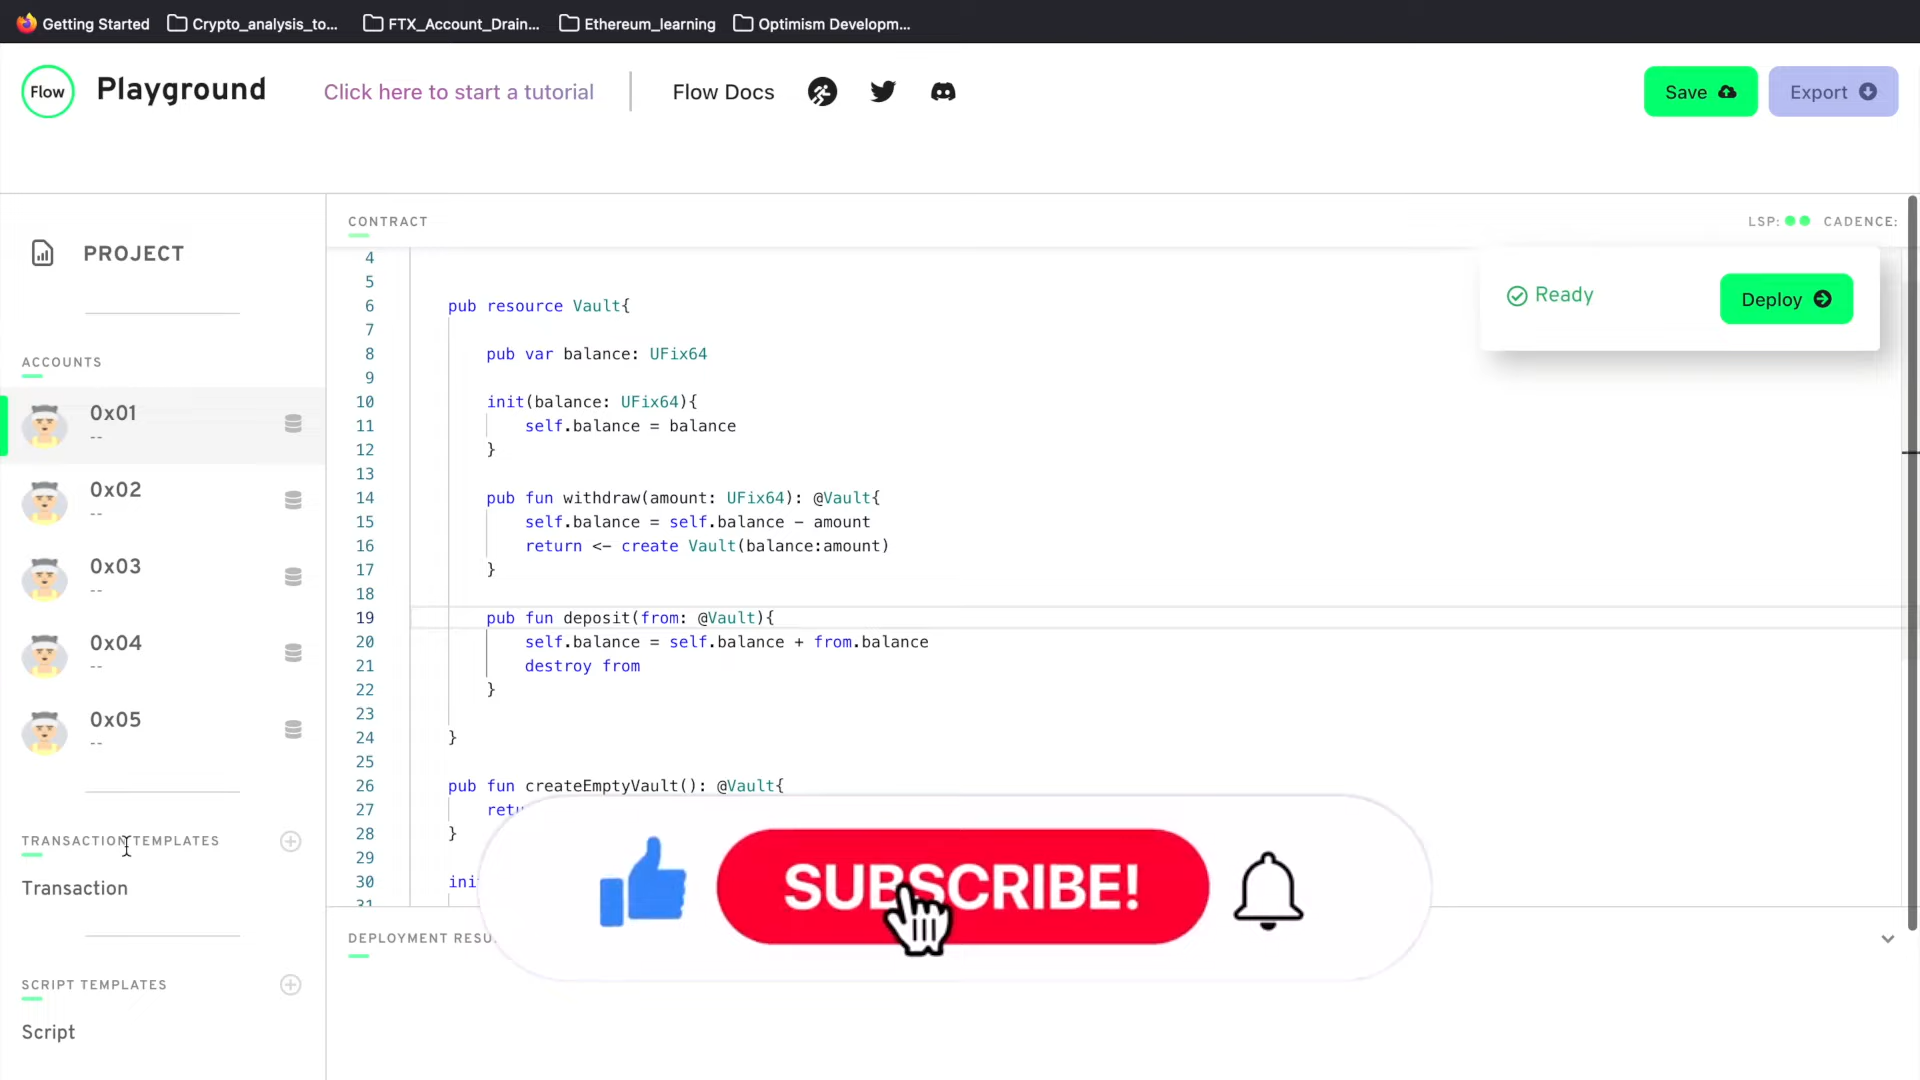 Getting Started
Crypto_analysis_to...
FTX_Account_Drain...
Ethereum_learning
Optimism Developm...
Flow
Playground
Click here to start a tutorial
Flow Docs
Save
Export
PROJECT
ACCOUNTS
0x01
--
0x02
--
0x03
--
0x04
--
0x05
--
TRANSACTION TEMPLATES
Transaction
SCRIPT TEMPLATES
Script
CONTRACT
LSP:
CADENCE:
Ready
Deploy
4
5
6 pub resource Vault{
7
8 pub var balance: UFix64
9
10 init(balance: UFix64){
11 self.balance = balance
12 }
13
14 pub fun withdraw(amount: UFix64): @Vault{
15 self.balance = self.balance - amount
16 return <- create Vault(balance:amount)
17 }
18
19 pub fun deposit(from: @Vault){
20 self.balance = self.balance + from.balance
21 destroy from
22 }
23
24 }
25
26 pub fun createEmptyVault(): @Vault{
27 retu
28 }
29
30 ini
31
SUBSCRIBE!
DEPLOYMENT RESU